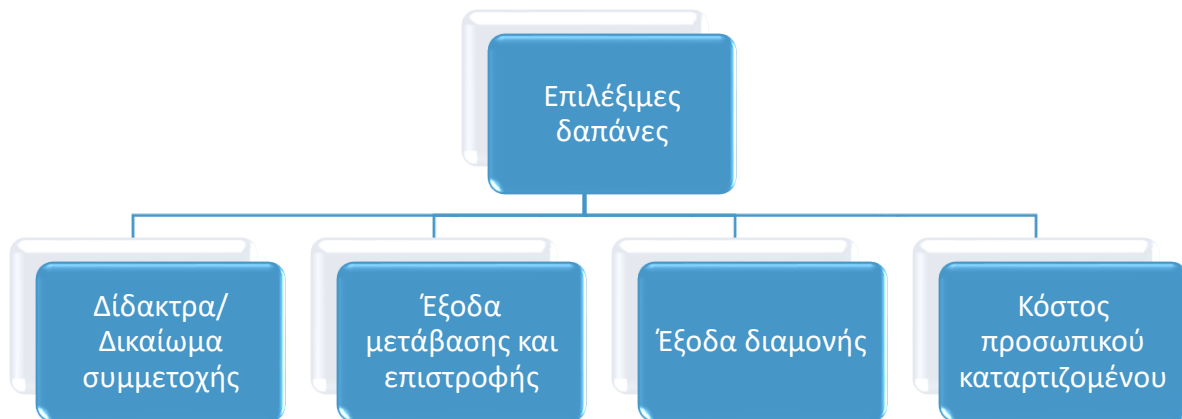 Επιλέξιμες
δαπάνες
Δίδακτρα/
Δικαίωμα
συμμετοχής
Έξοδα
μετάβασης και
επιστροφής
Έξοδα διαμονής
Κόστος
προσωπικού
καταρτιζομένου